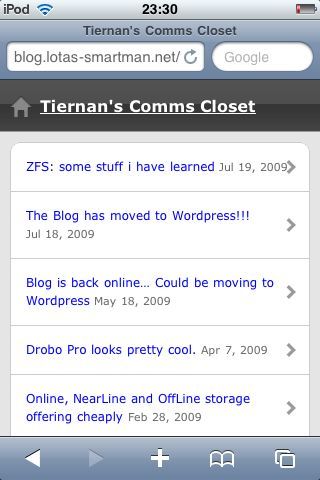 iPod 23:30
Tiernan's Comms Closet
blog.lotas-smartman.net/ Google
Tiernan's Comms Closet
ZFS: some stuff i have learned Jul 19, 2009
The Blog has moved to Wordpress!!!
Jul 18, 2009
Blog is back online… Could be moving to
Wordpress May 18, 2009
Drobo Pro looks pretty cool. Apr 7, 2009
Online, NearLine and OffLine storage
offering cheaply Feb 28, 2009